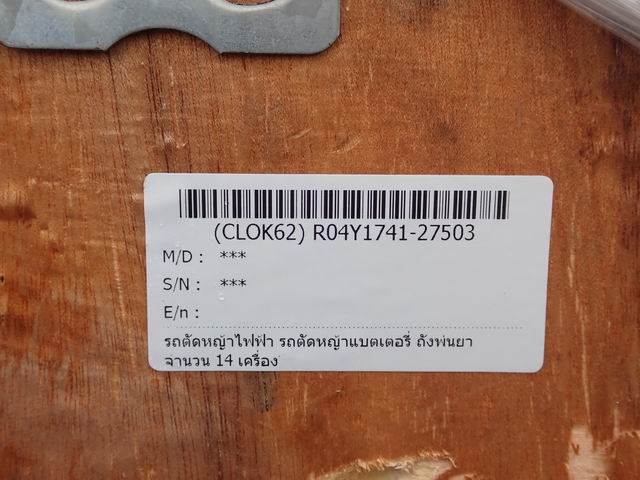 (CLOK62) R04Y1741-27503
M/D : ***
S/N : ***
E/n :
รถตัดหญ้าไฟฟ้า รถตัดหญ้าแบตเตอรี่ ถังพ่นยา
จำนวน 14 เครื่อง